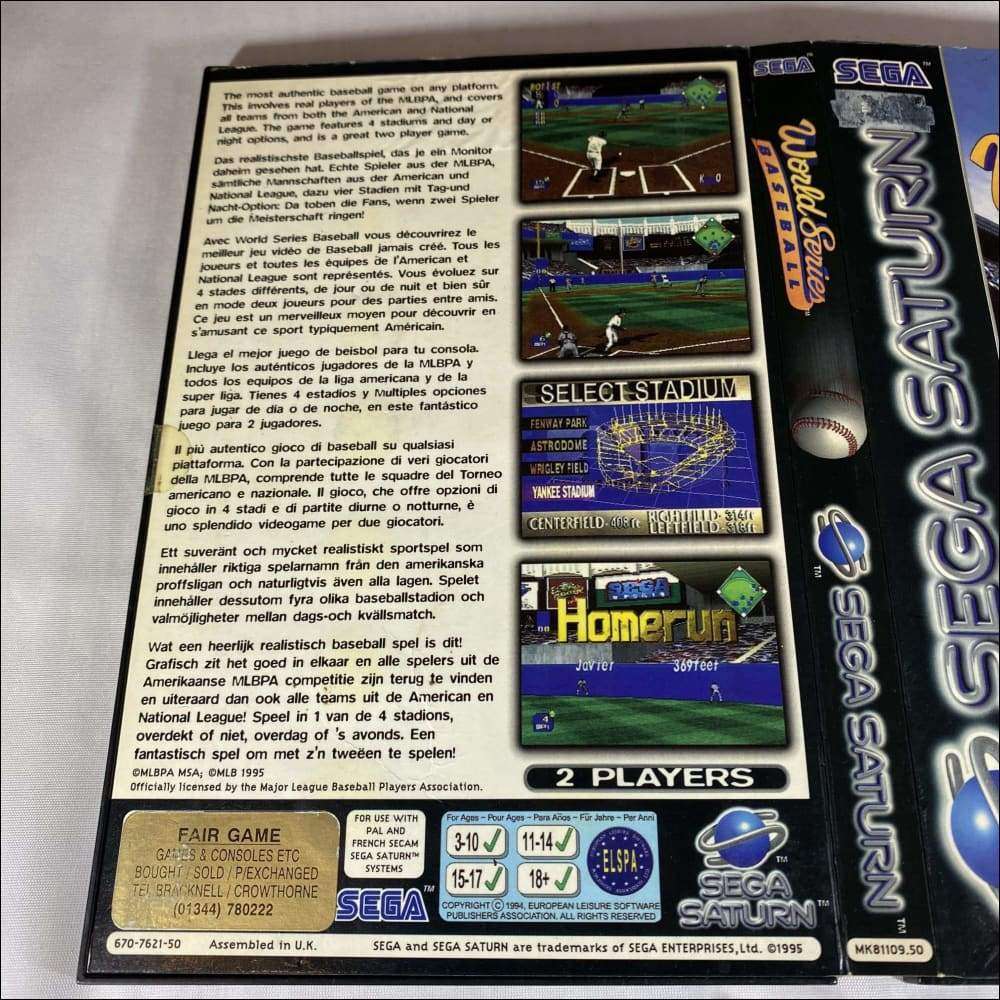 The most authentic baseball game on any platform.
This involves real players of the MLBPA, and covers
all teams from both the American and National
League. The game features 4 stadiums and day or
night options, and is a great two player game.
Das realistischste Baseballspiel, das je ein Monitor
daheim gesehen hat. Echte Spieler aus der MLBPA,
sämtliche Mannschaften aus der American und
National League, dazu vier Stadien mit Tag-und
Nacht-Option: Da toben die Fans, wenn zwei Spieler
um die Meisterschaft ringen!
Avec World Series Baseball vous découvrirez le
meilleur jeu vidéo de Baseball jamais créé. Tous les
joueurs et toutes les équipes de l'American et
National League sont représentés. Vous évoluez sur
4 stades différents, de jour ou de nuit et bien sûr
en mode deux joueurs pour des parties entre amis.
Ce jeu est un merveilleux moyen pour découvrir en
s'amusant ce sport typiquement Américain.
Llega el mejor juego de beisbol para tu consola.
Incluye los auténticos jugadores de la MLBPA y
todos los equipos de la liga americana y de la
super liga. Tienes 4 estadios y Multiples opciones
para jugar de día o de noche, en este fantástico
juego para 2 jugadores.
Il più autentico gioco di baseball su qualsiasi
piattaforma. Con la partecipazione di veri giocatori
della MLBPA, comprende tutte le squadre del Torneo
americano e nazionale. Il gioco, che offre opzioni di
gioco in 4 stadi e di partite diurne o notturne, è
uno splendido videogame per due giocatori.
Ett suveränt och mycket realistiskt sportspel som
innehåller riktiga spelarnamn från den amerikanska
proffsligan och naturligtvis även alla lagen. Spelet
innehåller dessutom fyra olika baseballstadion och
valmöjligheter mellan dags-och kvällsmatch.
Wat een heerlijk realistisch baseball spel is dit!
Grafisch zit het goed in elkaar en alle spelers uit de
Amerikaanse MLBPA competitie zijn terug te vinden
en uiteraard dan ook alle teams uit de American en
National League! Speel in 1 van de 4 stadions,
overdekt of niet, overdag of 's avonds. Een
fantastisch spel om met z'n tweëen te spelen!
©MLBPA MSA; ©MLB 1995
Officially licensed by the Major League Baseball Players Association.
SELECT STADIUM
FENWAY PARK
ASTRODOME
WRIGLEY FIELD
YANKEE STADIUM
CENTERFIELD- 408ft
RIGHTFIELD- 314ft
LEFTFIELD- 318ft
SEGA
Homerun
Javier 369feet
2 PLAYERS
FAIR GAME
GAMES & CONSOLES ETC
BOUGHT / SOLD / P/EXCHANGED
TEL BRACKNELL / CROWTHORNE
(01344) 780222
FOR USE WITH
PAL AND
FRENCH SECAM
SEGA SATURN™
SYSTEMS
SEGA™
For Ages - Pour Ages - Para Años - Für Jahre - Per Anni
3-10 11-14
15-17 18+
ELSPA
COPYRIGHT © 1994, EUROPEAN LEISURE SOFTWARE
PUBLISHERS ASSOCIATION. ALL RIGHTS RESERVED
SEGA
SATURN™
670-7621-50 Assembled in U.K. SEGA and SEGA SATURN are trademarks of SEGA ENTERPRISES,Ltd. ©1995
SEGA™
World Series™
BASEBALL
SEGA SATURN™
MK81109.50
SEGA™
SEGA SATURN